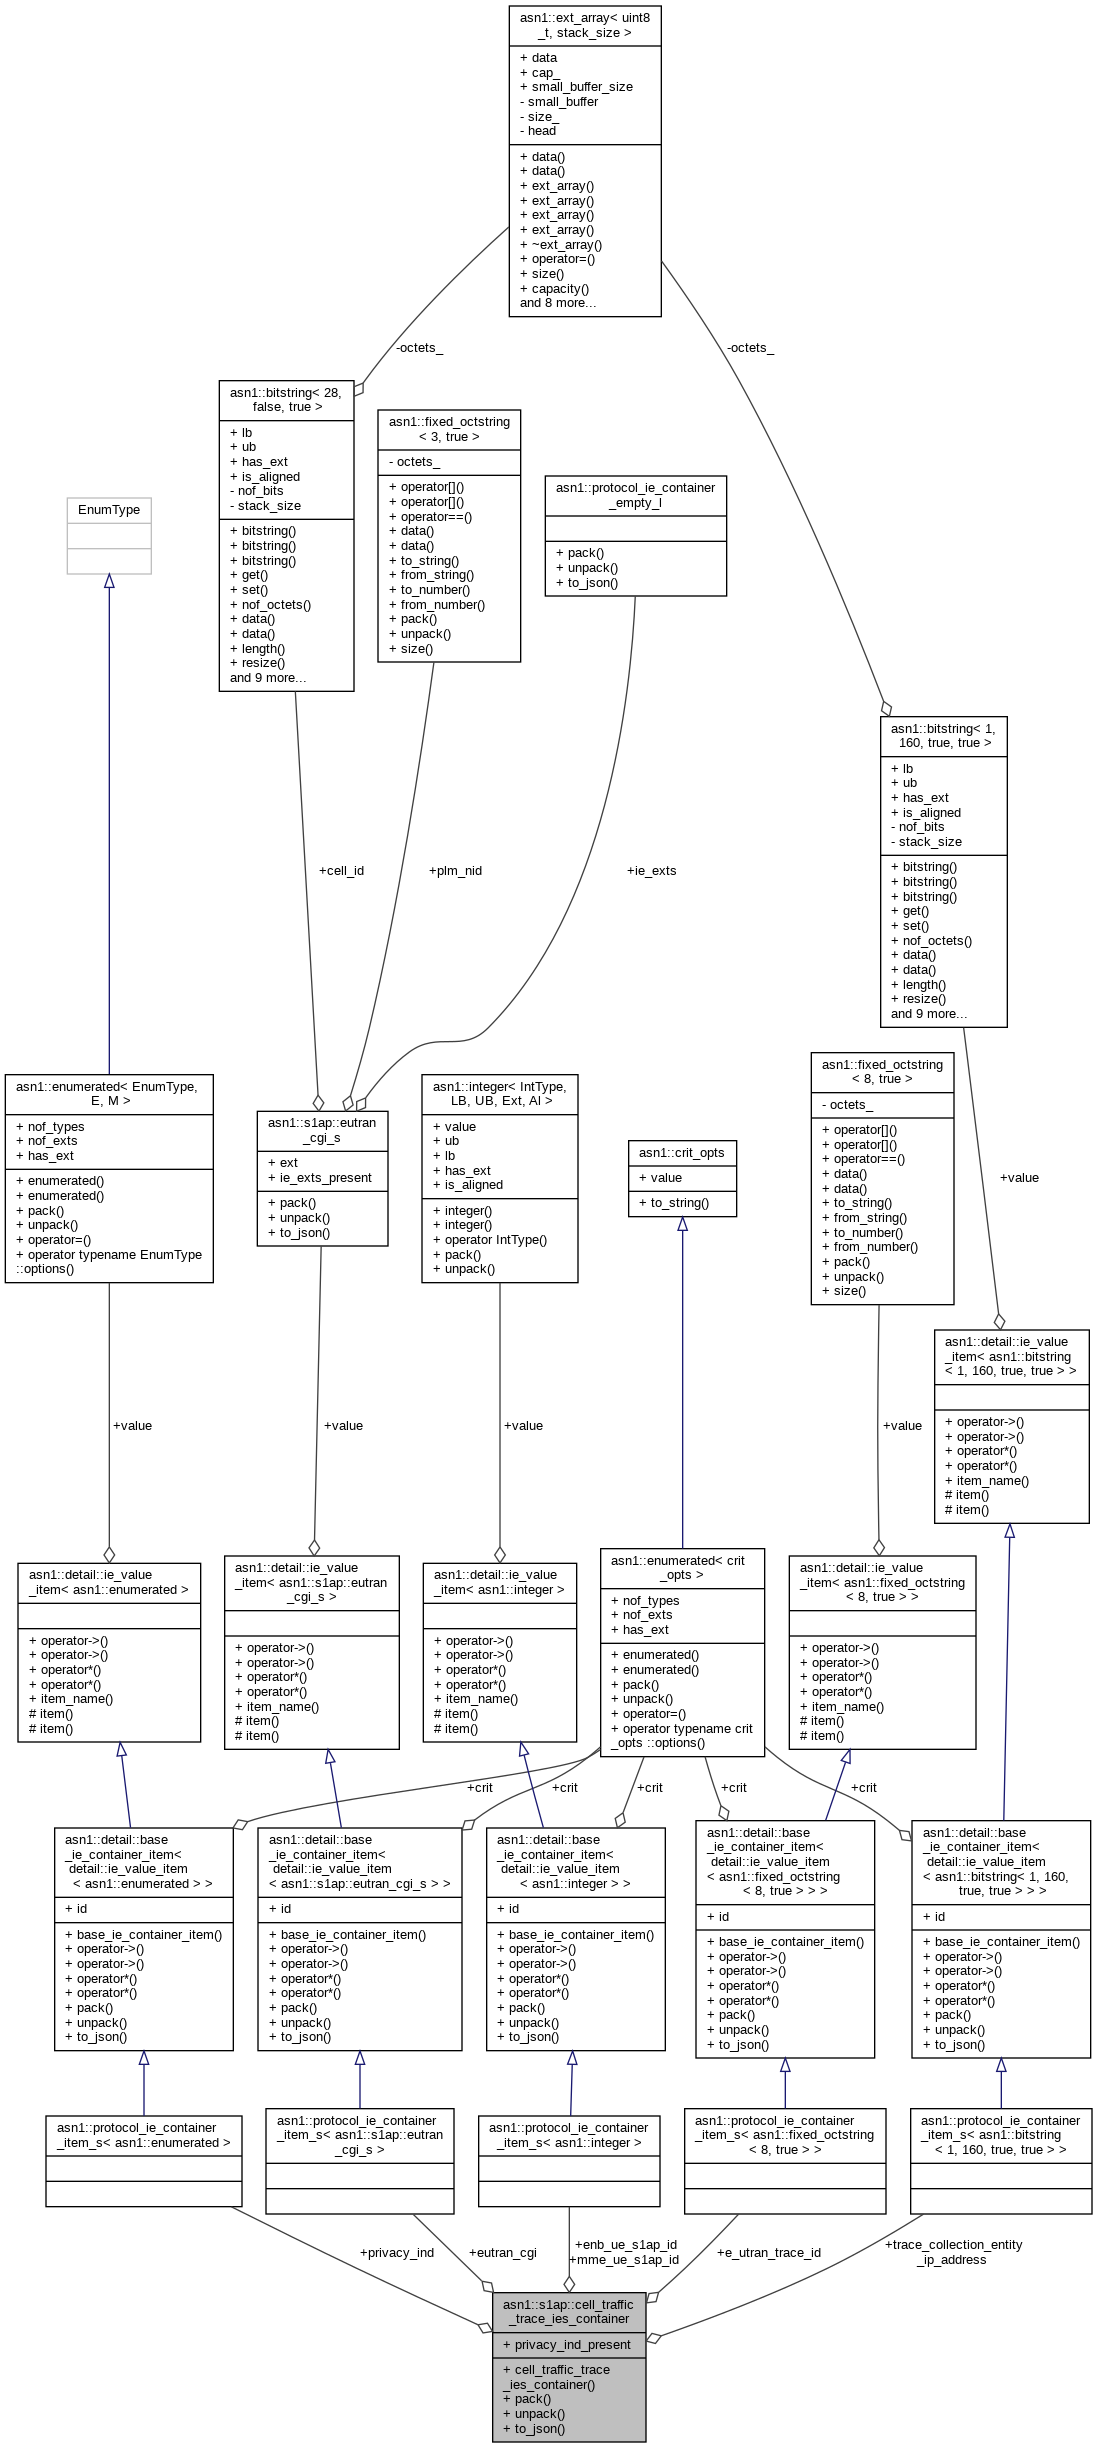 asn1::ext_array< uint8
_t, stack_size >
+ data
+ cap_
+ small_buffer_size
- small_buffer
- size_
- head
+ data()
+ data()
+ ext_array()
+ ext_array()
+ ext_array()
+ ext_array()
+ ~ext_array()
+ operator=()
+ size()
+ capacity()
and 8 more...
-octets_
-octets_
asn1::bitstring< 28,
false, true >
+ lb
+ ub
+ has_ext
+ is_aligned
- nof_bits
- stack_size
+ bitstring()
+ bitstring()
+ bitstring()
+ get()
+ set()
+ nof_octets()
+ data()
+ data()
+ length()
+ resize()
and 9 more...
asn1::fixed_octstring
< 3, true >
- octets_
+ operator[]()
+ operator[]()
+ operator==()
+ data()
+ data()
+ to_string()
+ from_string()
+ to_number()
+ from_number()
+ pack()
+ unpack()
+ size()
asn1::protocol_ie_container
_empty_l
+ pack()
+ unpack()
+ to_json()
EnumType
asn1::bitstring< 1,
160, true, true >
+ lb
+ ub
+ has_ext
+ is_aligned
- nof_bits
- stack_size
+ bitstring()
+ bitstring()
+ bitstring()
+ get()
+ set()
+ nof_octets()
+ data()
+ data()
+ length()
+ resize()
and 9 more...
+cell_id
+plm_nid
+ie_exts
asn1::enumerated< EnumType,
E, M >
+ nof_types
+ nof_exts
+ has_ext
+ enumerated()
+ enumerated()
+ pack()
+ unpack()
+ operator=()
+ operator typename EnumType
::options()
asn1::s1ap::eutran
_cgi_s
+ ext
+ ie_exts_present
+ pack()
+ unpack()
+ to_json()
asn1::integer< IntType,
LB, UB, Ext, Al >
+ value
+ ub
+ lb
+ has_ext
+ is_aligned
+ integer()
+ integer()
+ operator IntType()
+ pack()
+ unpack()
asn1::crit_opts
+ value
+ to_string()
asn1::fixed_octstring
< 8, true >
- octets_
+ operator[]()
+ operator[]()
+ operator==()
+ data()
+ data()
+ to_string()
+ from_string()
+ to_number()
+ from_number()
+ pack()
+ unpack()
+ size()
+value
asn1::detail::ie_value
_item< asn1::bitstring
< 1, 160, true, true > >
+ operator->()
+ operator->()
+ operator*()
+ operator*()
+ item_name()
# item()
# item()
+value
+value
+value
+value
asn1::detail::ie_value
_item< asn1::enumerated >
+ operator->()
+ operator->()
+ operator*()
+ operator*()
+ item_name()
# item()
# item()
asn1::detail::ie_value
_item< asn1::s1ap::eutran
_cgi_s >
+ operator->()
+ operator->()
+ operator*()
+ operator*()
+ item_name()
# item()
# item()
asn1::detail::ie_value
_item< asn1::integer >
+ operator->()
+ operator->()
+ operator*()
+ operator*()
+ item_name()
# item()
# item()
asn1::enumerated< crit
_opts >
+ nof_types
+ nof_exts
+ has_ext
+ enumerated()
+ enumerated()
+ pack()
+ unpack()
+ operator=()
+ operator typename crit
_opts ::options()
asn1::detail::ie_value
_item< asn1::fixed_octstring
< 8, true > >
+ operator->()
+ operator->()
+ operator*()
+ operator*()
+ item_name()
# item()
# item()
+crit
+crit
+crit
+crit
+crit
asn1::detail::base
_ie_container_item<
detail::ie_value_item
< asn1::enumerated > >
+ id
+ base_ie_container_item()
+ operator->()
+ operator->()
+ operator*()
+ operator*()
+ pack()
+ unpack()
+ to_json()
asn1::detail::base
_ie_container_item<
detail::ie_value_item
< asn1::s1ap::eutran_cgi_s > >
+ id
+ base_ie_container_item()
+ operator->()
+ operator->()
+ operator*()
+ operator*()
+ pack()
+ unpack()
+ to_json()
asn1::detail::base
_ie_container_item<
detail::ie_value_item
< asn1::integer > >
+ id
+ base_ie_container_item()
+ operator->()
+ operator->()
+ operator*()
+ operator*()
+ pack()
+ unpack()
+ to_json()
asn1::detail::base
_ie_container_item<
detail::ie_value_item
< asn1::fixed_octstring
< 8, true > > >
+ id
+ base_ie_container_item()
+ operator->()
+ operator->()
+ operator*()
+ operator*()
+ pack()
+ unpack()
+ to_json()
asn1::detail::base
_ie_container_item<
detail::ie_value_item
< asn1::bitstring< 1, 160,
true, true > > >
+ id
+ base_ie_container_item()
+ operator->()
+ operator->()
+ operator*()
+ operator*()
+ pack()
+ unpack()
+ to_json()
asn1::protocol_ie_container
_item_s< asn1::enumerated >
asn1::protocol_ie_container
_item_s< asn1::s1ap::eutran
_cgi_s >
asn1::protocol_ie_container
_item_s< asn1::integer >
asn1::protocol_ie_container
_item_s< asn1::fixed_octstring
< 8, true > >
asn1::protocol_ie_container
_item_s< asn1::bitstring
< 1, 160, true, true > >
+privacy_ind
+eutran_cgi
+enb_ue_s1ap_id
+mme_ue_s1ap_id
+e_utran_trace_id
+trace_collection_entity
_ip_address
asn1::s1ap::cell_traffic
_trace_ies_container
+ privacy_ind_present
+ cell_traffic_trace
_ies_container()
+ pack()
+ unpack()
+ to_json()